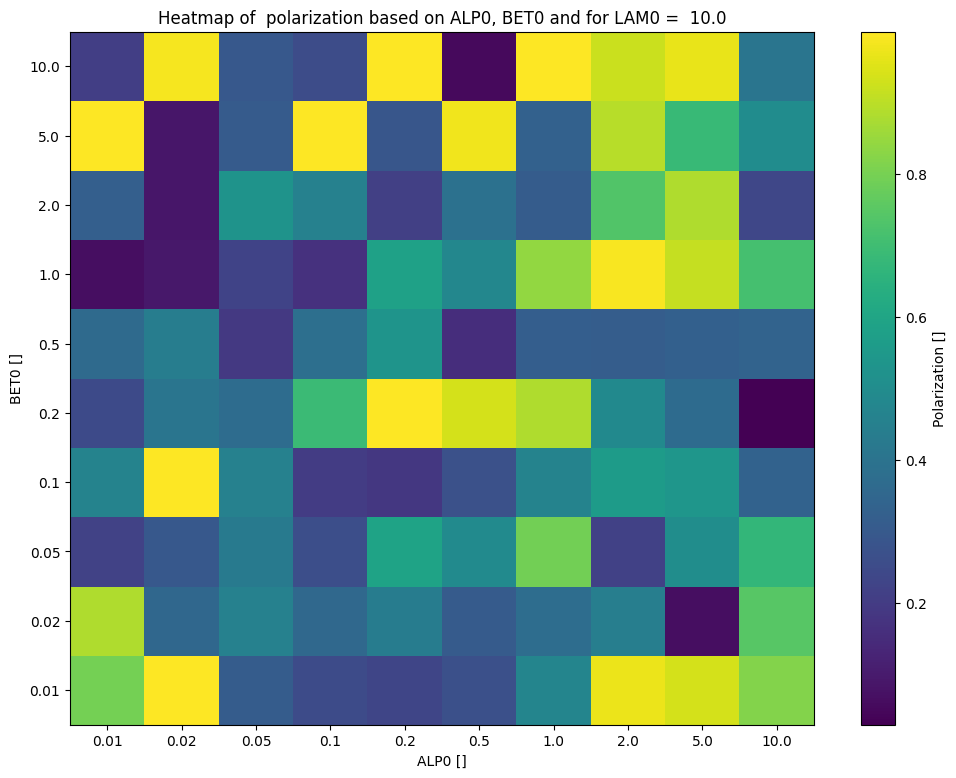 Heatmap of  polarization based on ALP0, BET0 and for LAM0 =  10.0
10.0
5.0
2.0
1.0
0.5
0.2
0.1
0.05
0.02
0.01
BET0 []
0.01 0.02 0.05 0.1 0.2 0.5 1.0 2.0 5.0 10.0
ALP0 []
0.8
0.6
0.4
0.2
Polarization []